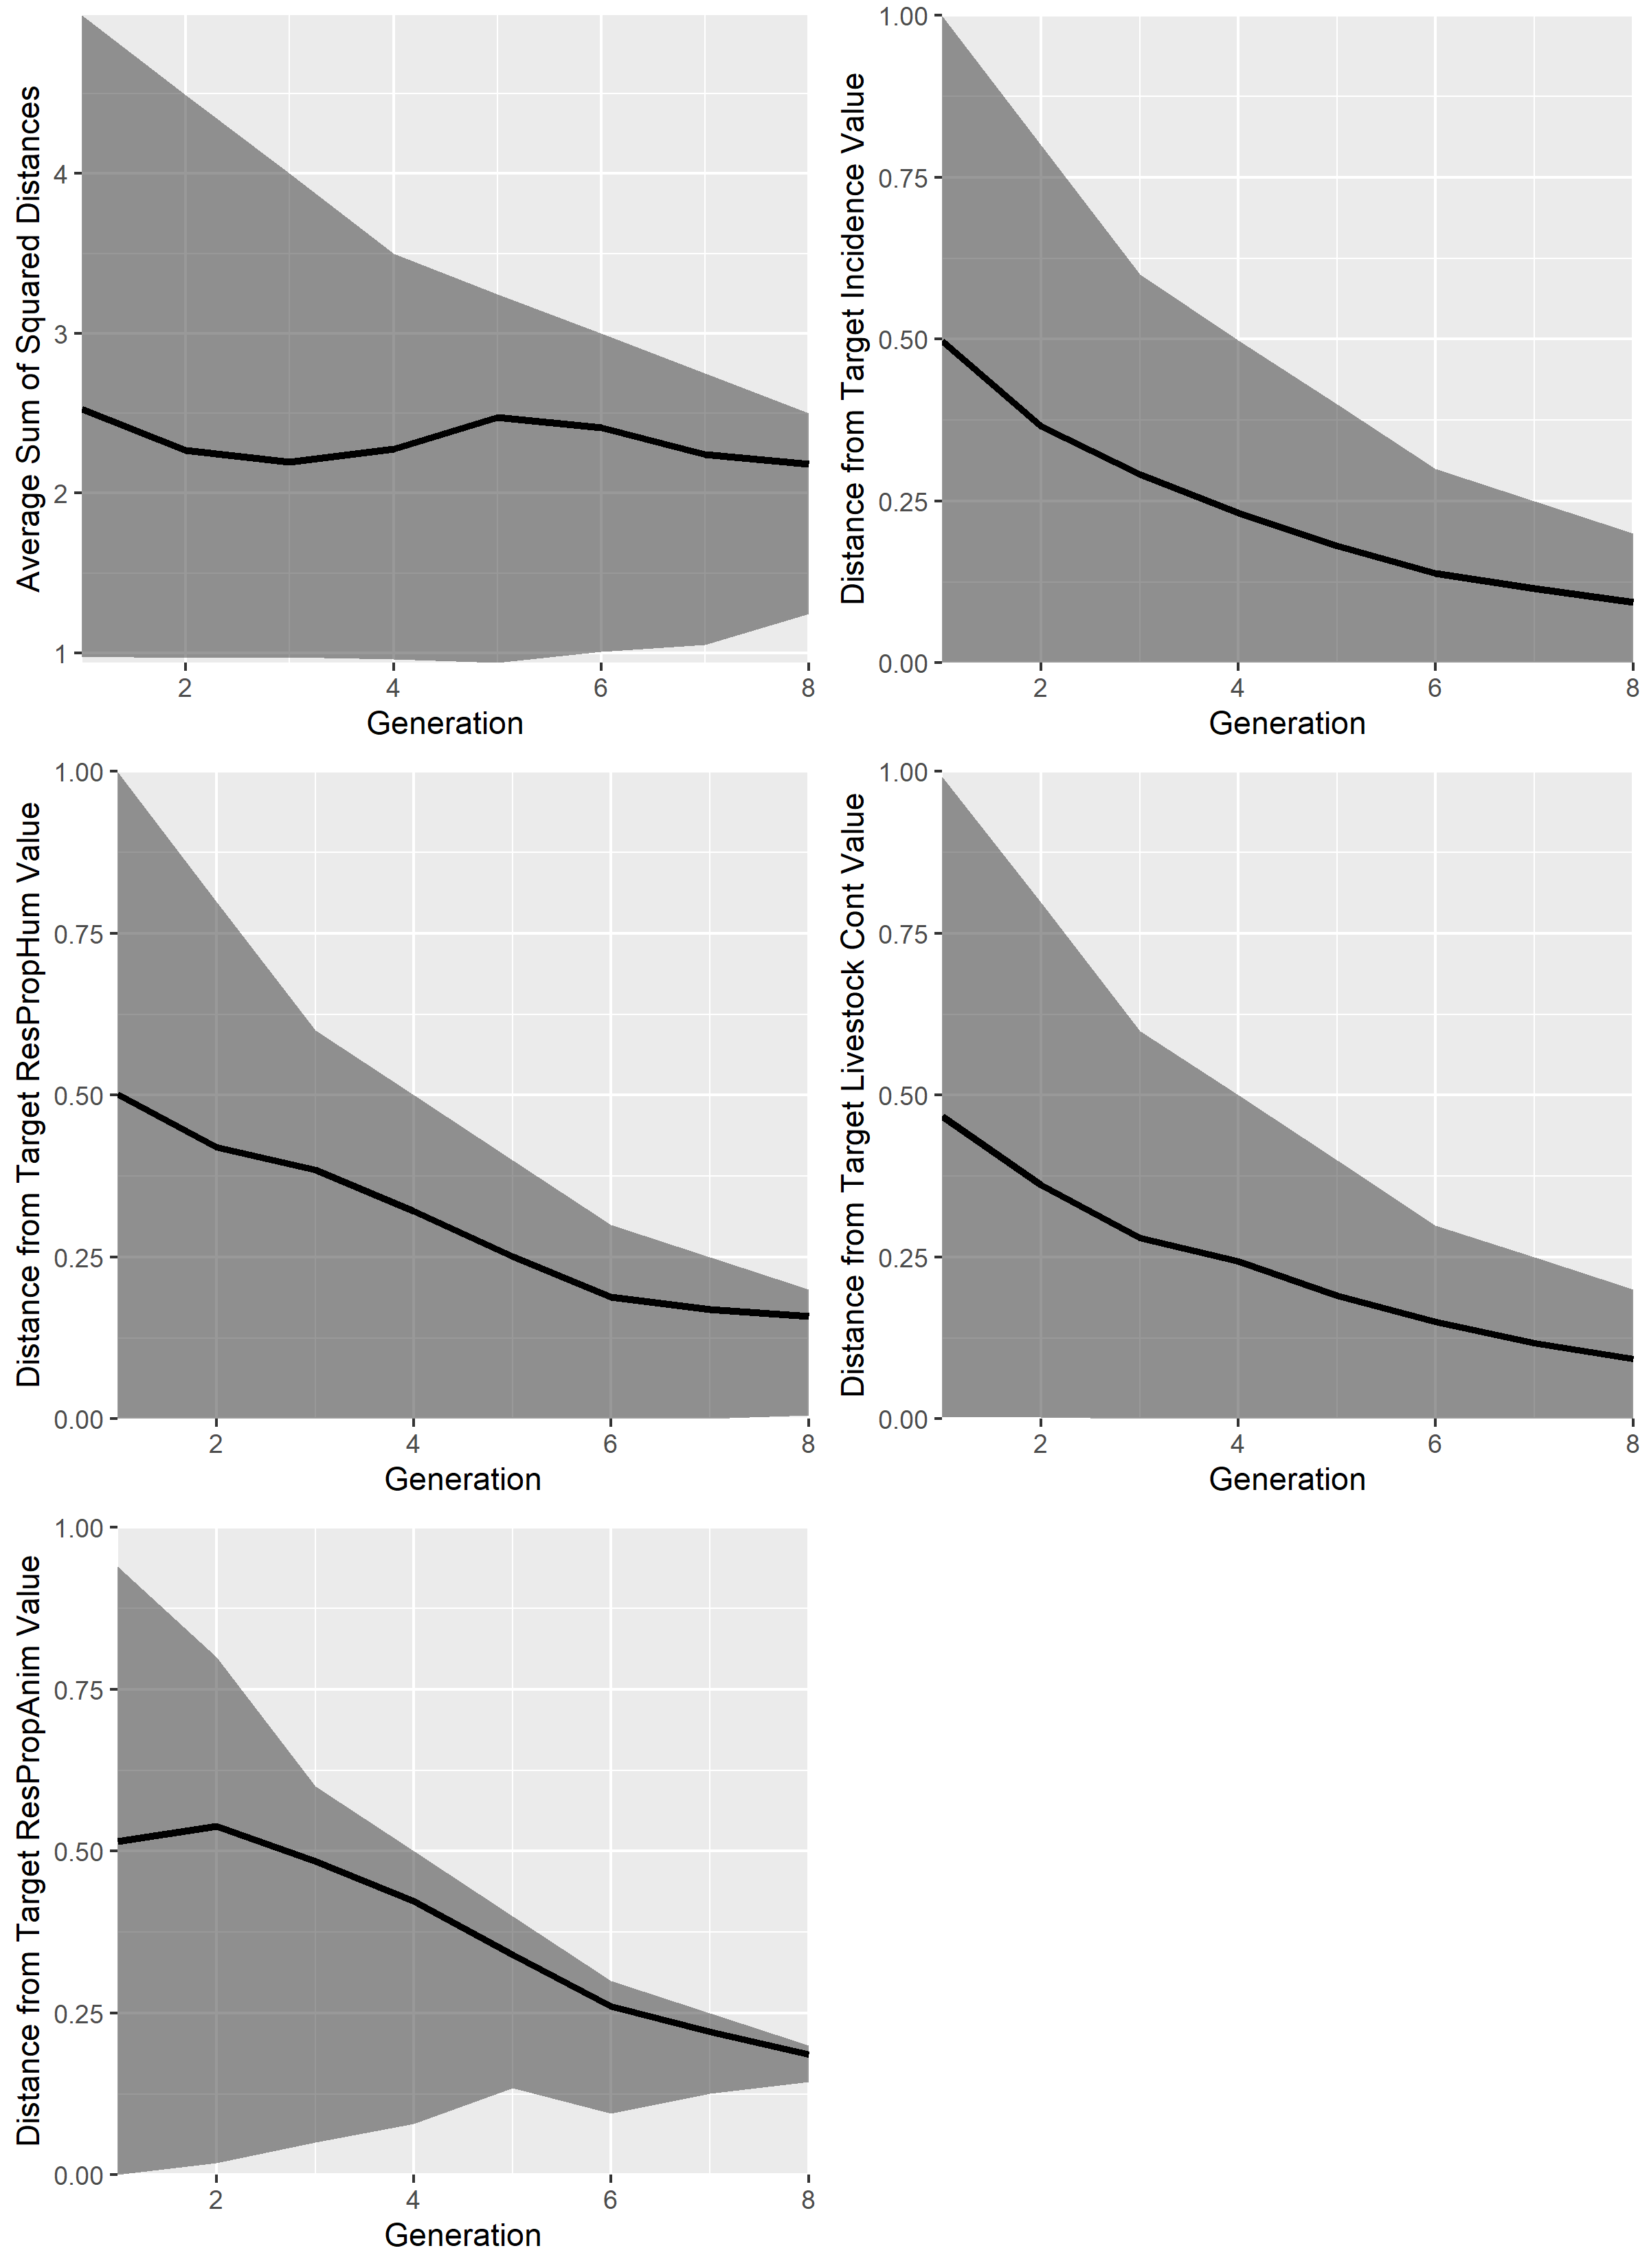 Average Sum of Squared Distances
4
3
2
1
2 4 6 8
Generation
Distance from Target Incidence Value
1.00
0.75
0.50
0.25
0.00
2 4 6 8
Generation
Distance from Target ResPropHum Value
1.00
0.75
0.50
0.25
0.00
2 4 6 8
Generation
Distance from Target Livestock Cont Value
1.00
0.75
0.50
0.25
0.00
2 4 6 8
Generation
Distance from Target ResPropAnim Value
1.00
0.75
0.50
0.25
0.00
2 4 6 8
Generation